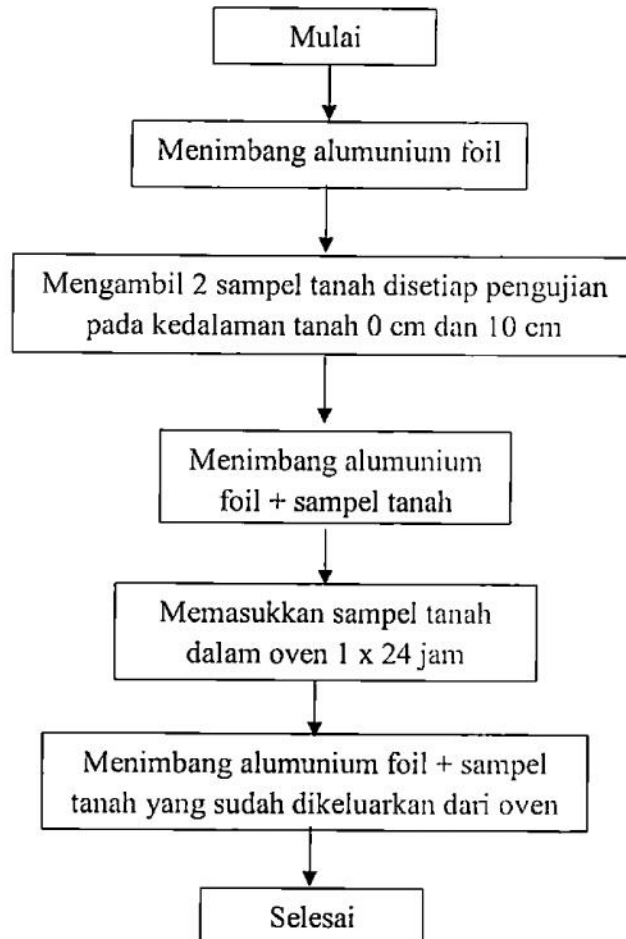 Mulai
Menimbang alumunium foil
Mengambil 2 sampel tanah disetiap pengujian
pada kedalaman tanah 0 cm dan 10 cm
Menimbang alumunium
foil + sampel tanah
Memasukkan sampel tanah
dalam oven 1 x 24 jam
Menimbang alumunium foil + sampel
tanah yang sudah dikeluarkan dari oven
Selesai